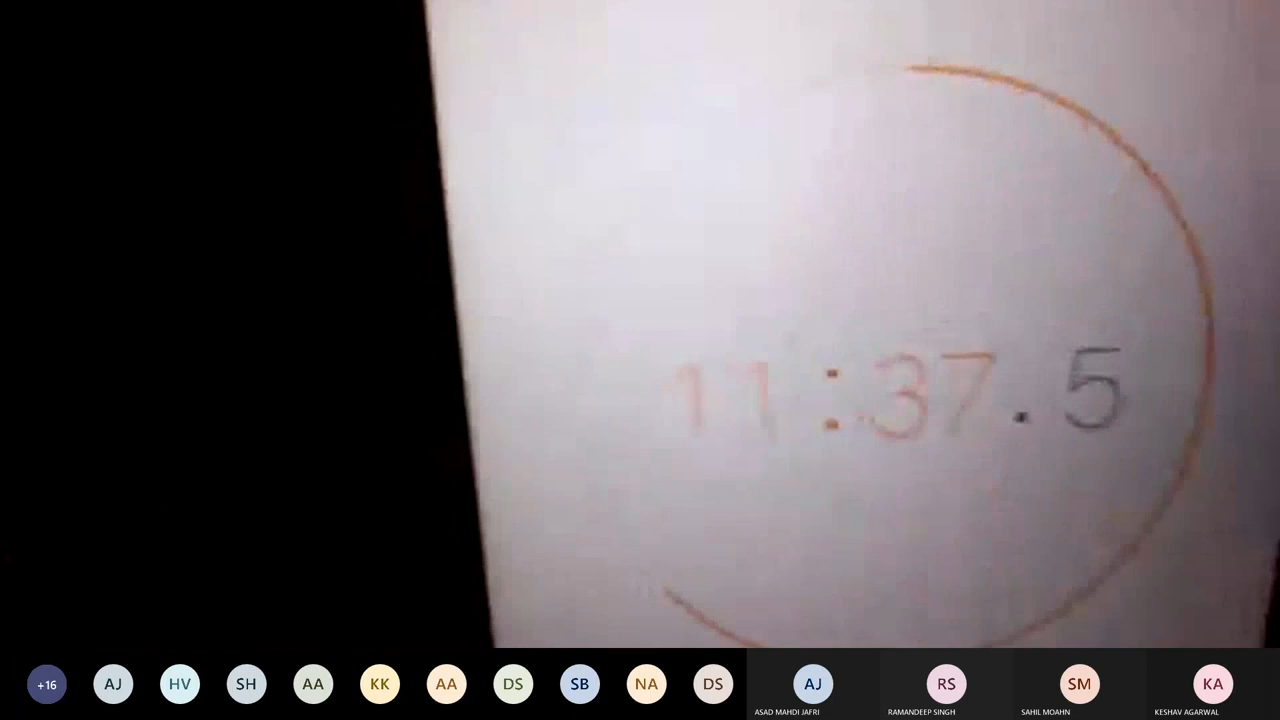 11:37.5
+16 AJ HV SH AA KK AA DS SB NA DS AJ RS SM KA
ASAD MAHDI JAFRI RAMANDEEP SINGH SAHIL MOAHN KESHAV AGARWAL